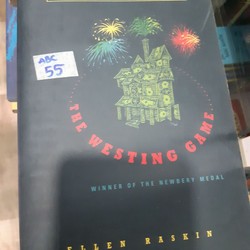 ABC
55
THE WESTING GAME
WINNER OF THE NEWBERY MEDAL
ELLEN RASKIN